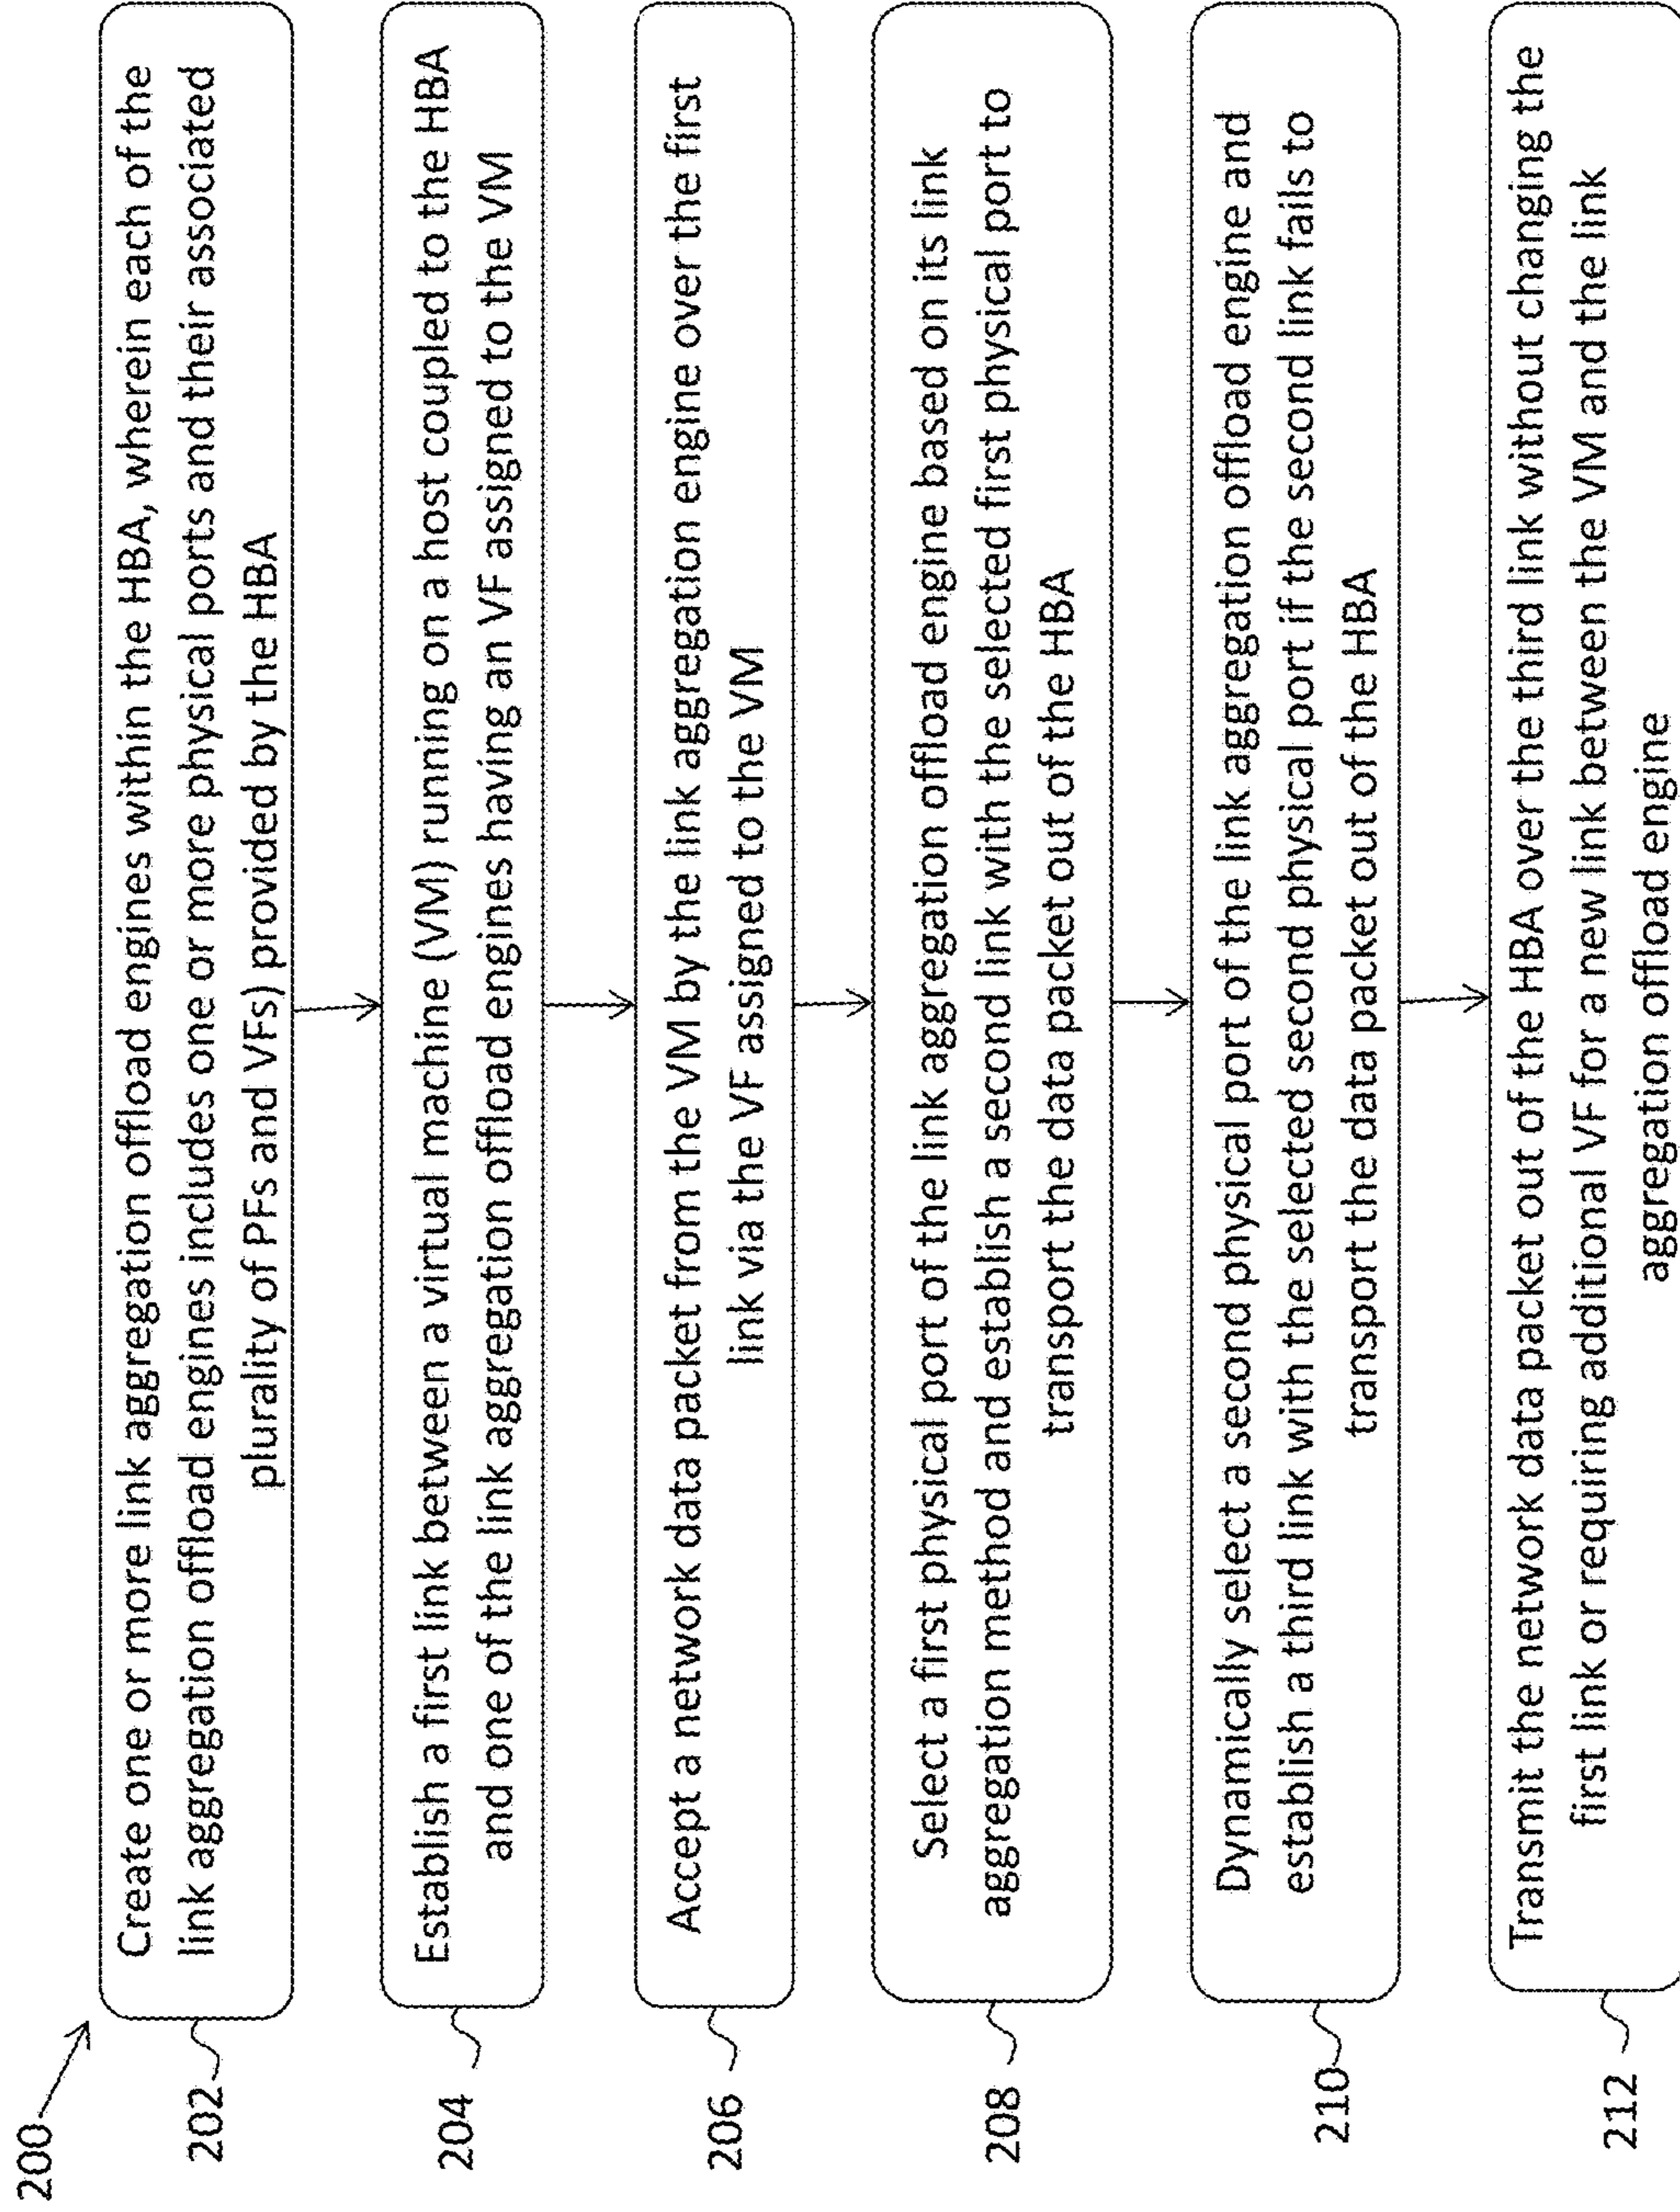 200
202
Create one or more link aggregation offload engines within the HBA, wherein each of the
link aggregation offload engines includes one or more physical ports and their associated
plurality of PFs and VFs) provided by the HBA
204
Establish a first link between a virtual machine (VM) running on a host coupled to the HBA
and one of the link aggregation offload engines having an VF assigned to the VM
206
Accept a network data packet from the VM by the link aggregation engine over the first
link via the VF assigned to the VM
208
Select a first physical port of the link aggregation offload engine based on its link
aggregation method and establish a second link with the selected first physical port to
transport the data packet out of the HBA
210
Dynamically select a second physical port of the link aggregation offload engine and
establish a third link with the selected second physical port if the second link fails to
transport the data packet out of the HBA
212
Transmit the network data packet out of the HBA over the third link without changing the
first link or requiring additional VF for a new link between the VM and the link
aggregation offload engine